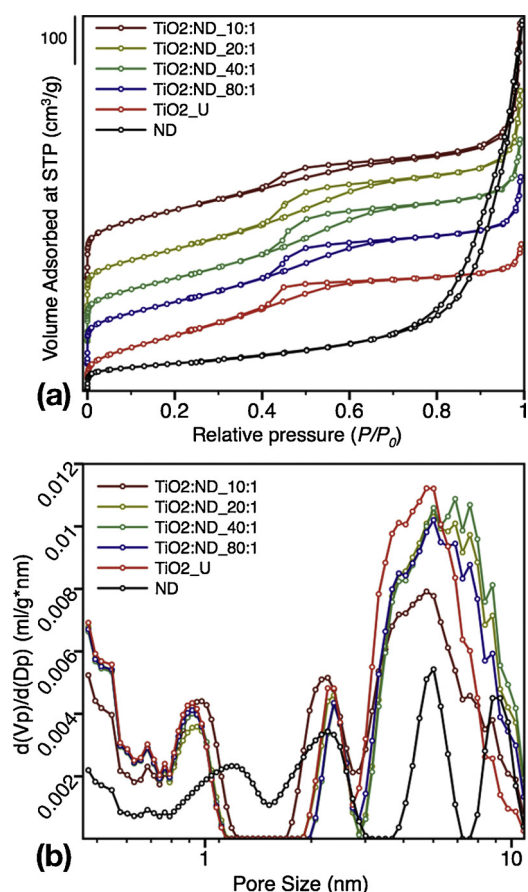 100
TiO2:ND_10:1
TiO2:ND_20:1
TiO2:ND_40:1
TiO2:ND_80:1
TiO2_U
ND
Volume Adsorbed at STP (cm³/g)
0 0.2 0.4 0.6 0.8 1
(a)
Relative pressure (P/P₀)
0.012
0.01
0.008
0.006
0.004
0.002
TiO2:ND_10:1
TiO2:ND_20:1
TiO2:ND_40:1
TiO2:ND_80:1
TiO2_U
ND
d(Vp)/d(Dp) (ml/g*nm)
1 10
(b)
Pore Size (nm)